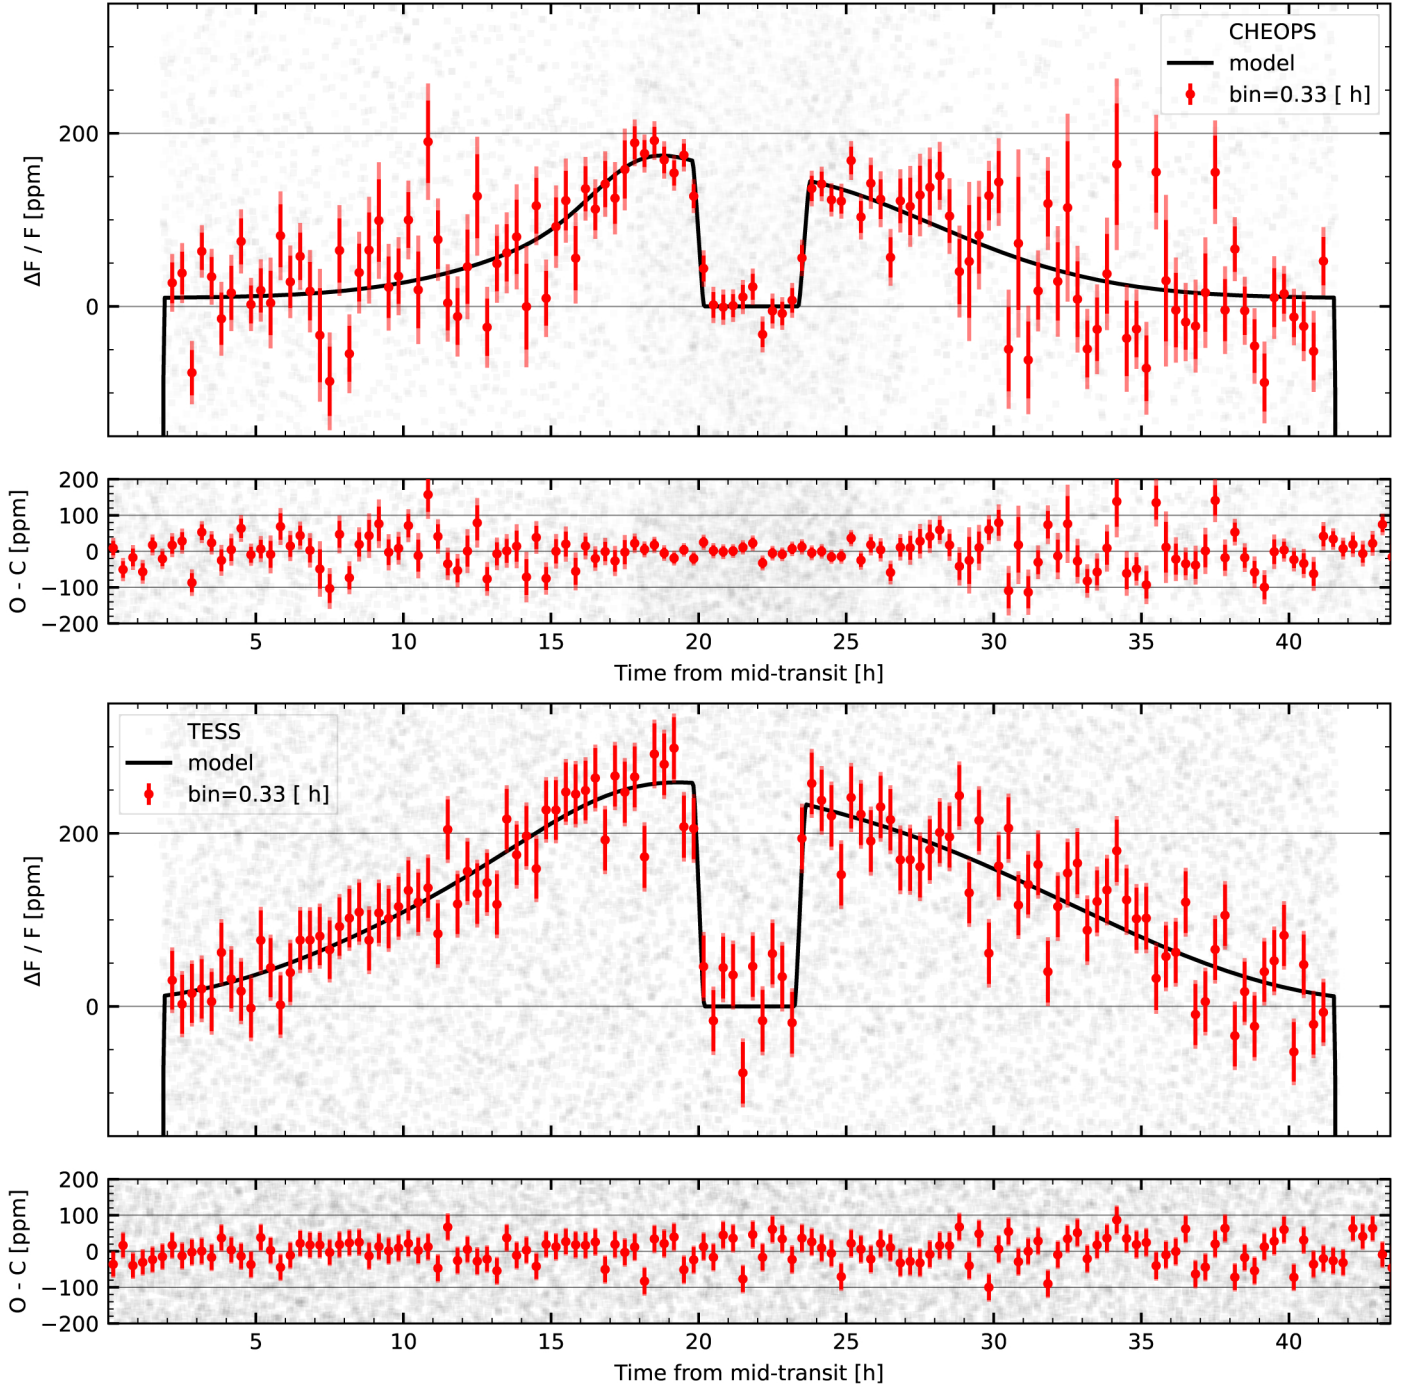 CHEOPS
model
bin=0.33 [ h]
ΔF / F [ppm]
200
0
O - C [ppm]
200
100
0
−100
−200
5 10 15 20 25 30 35 40
Time from mid-transit [h]
TESS
model
bin=0.33 [ h]
ΔF / F [ppm]
200
0
O - C [ppm]
200
100
0
−100
−200
5 10 15 20 25 30 35 40
Time from mid-transit [h]